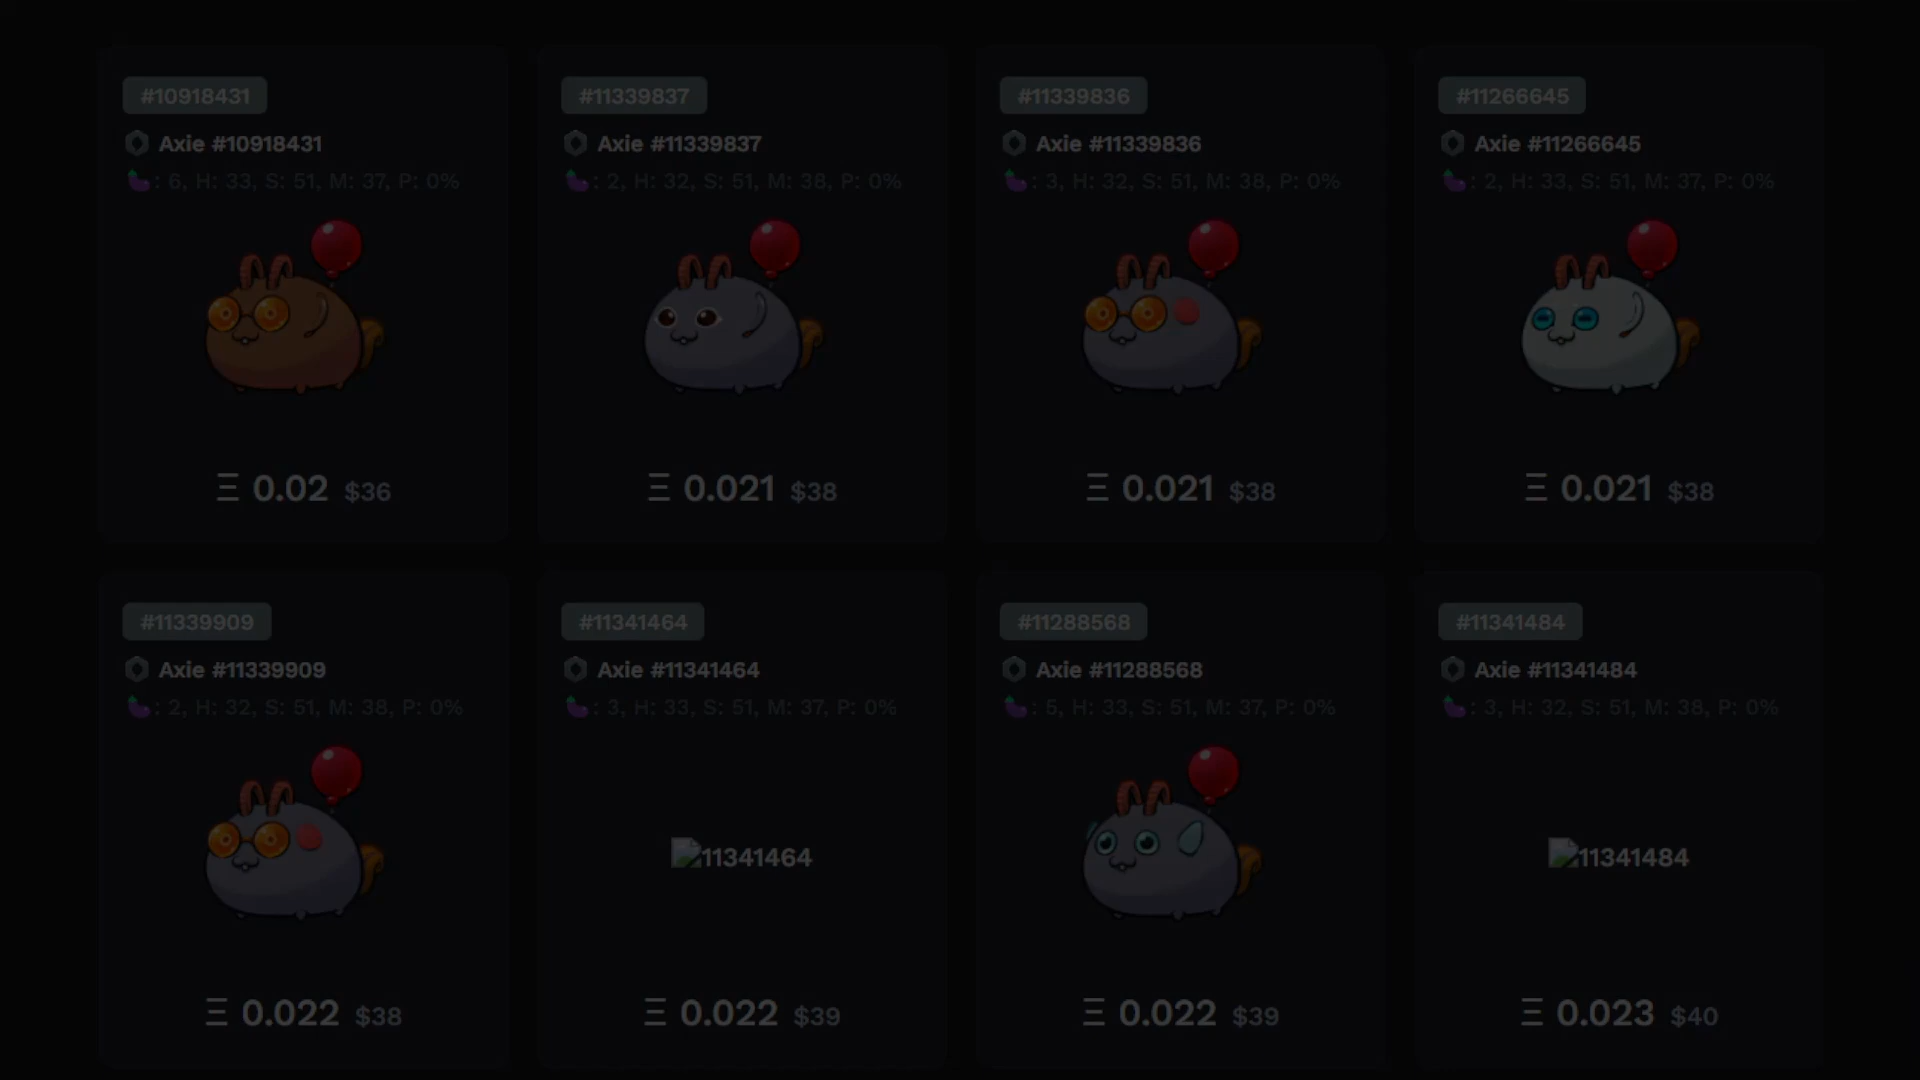 #10918431
Axie #10918431
🍆: 6, H: 33, S: 51, M: 37, P: 0%
Ξ 0.02 $36
#11339837
Axie #11339837
🍆: 2, H: 32, S: 51, M: 38, P: 0%
Ξ 0.021 $38
#11339836
Axie #11339836
🍆: 3, H: 32, S: 51, M: 38, P: 0%
Ξ 0.021 $38
#11266645
Axie #11266645
🍆: 2, H: 33, S: 51, M: 37, P: 0%
Ξ 0.021 $38
#11339909
Axie #11339909
🍆: 2, H: 32, S: 51, M: 38, P: 0%
Ξ 0.022 $38
#11341464
Axie #11341464
🍆: 3, H: 33, S: 51, M: 37, P: 0%
11341464
Ξ 0.022 $39
#11288568
Axie #11288568
🍆: 5, H: 33, S: 51, M: 37, P: 0%
Ξ 0.022 $39
#11341484
Axie #11341484
🍆: 3, H: 32, S: 51, M: 38, P: 0%
11341484
Ξ 0.023 $40